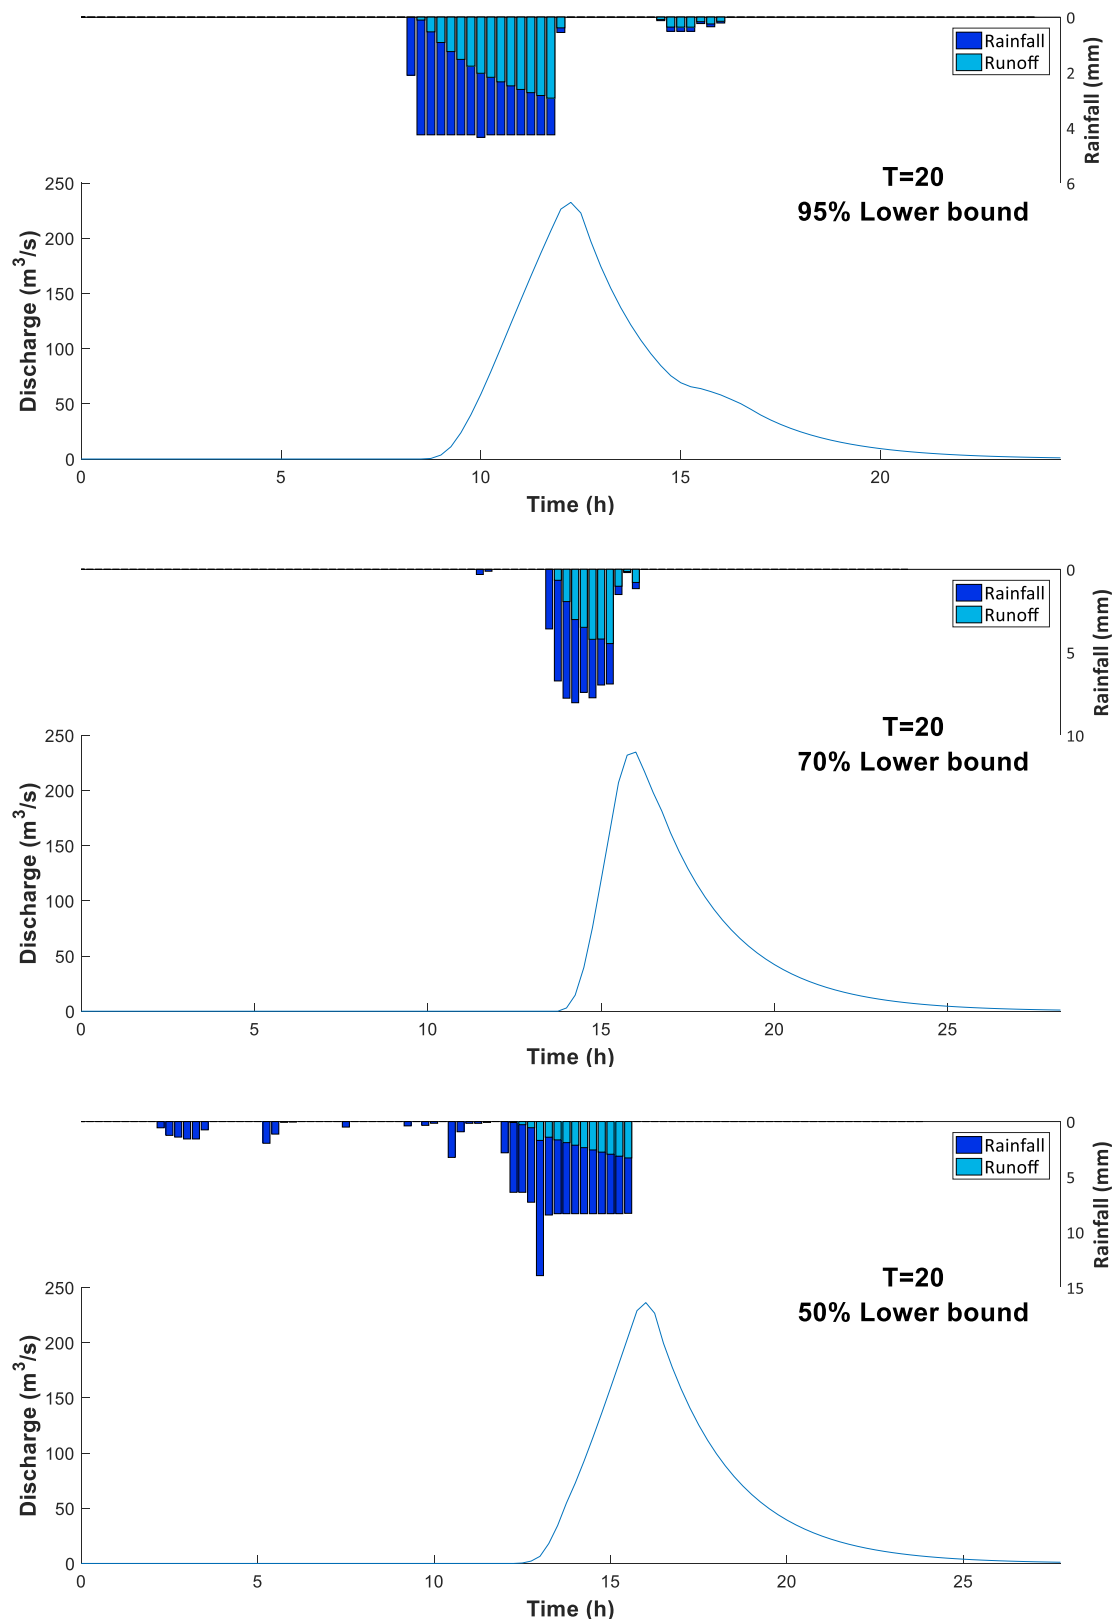 0
Rainfall
Runoff
2
4
6
Rainfall (mm)
T=20
95% Lower bound
250
200
150
100
50
0
Discharge (m³/s)
0 5 10 15 20
Time (h)
0
Rainfall
Runoff
5
10
Rainfall (mm)
T=20
70% Lower bound
250
200
150
100
50
0
Discharge (m³/s)
0 5 10 15 20 25
Time (h)
0
Rainfall
Runoff
5
10
15
Rainfall (mm)
T=20
50% Lower bound
250
200
150
100
50
0
Discharge (m³/s)
0 5 10 15 20 25
Time (h)